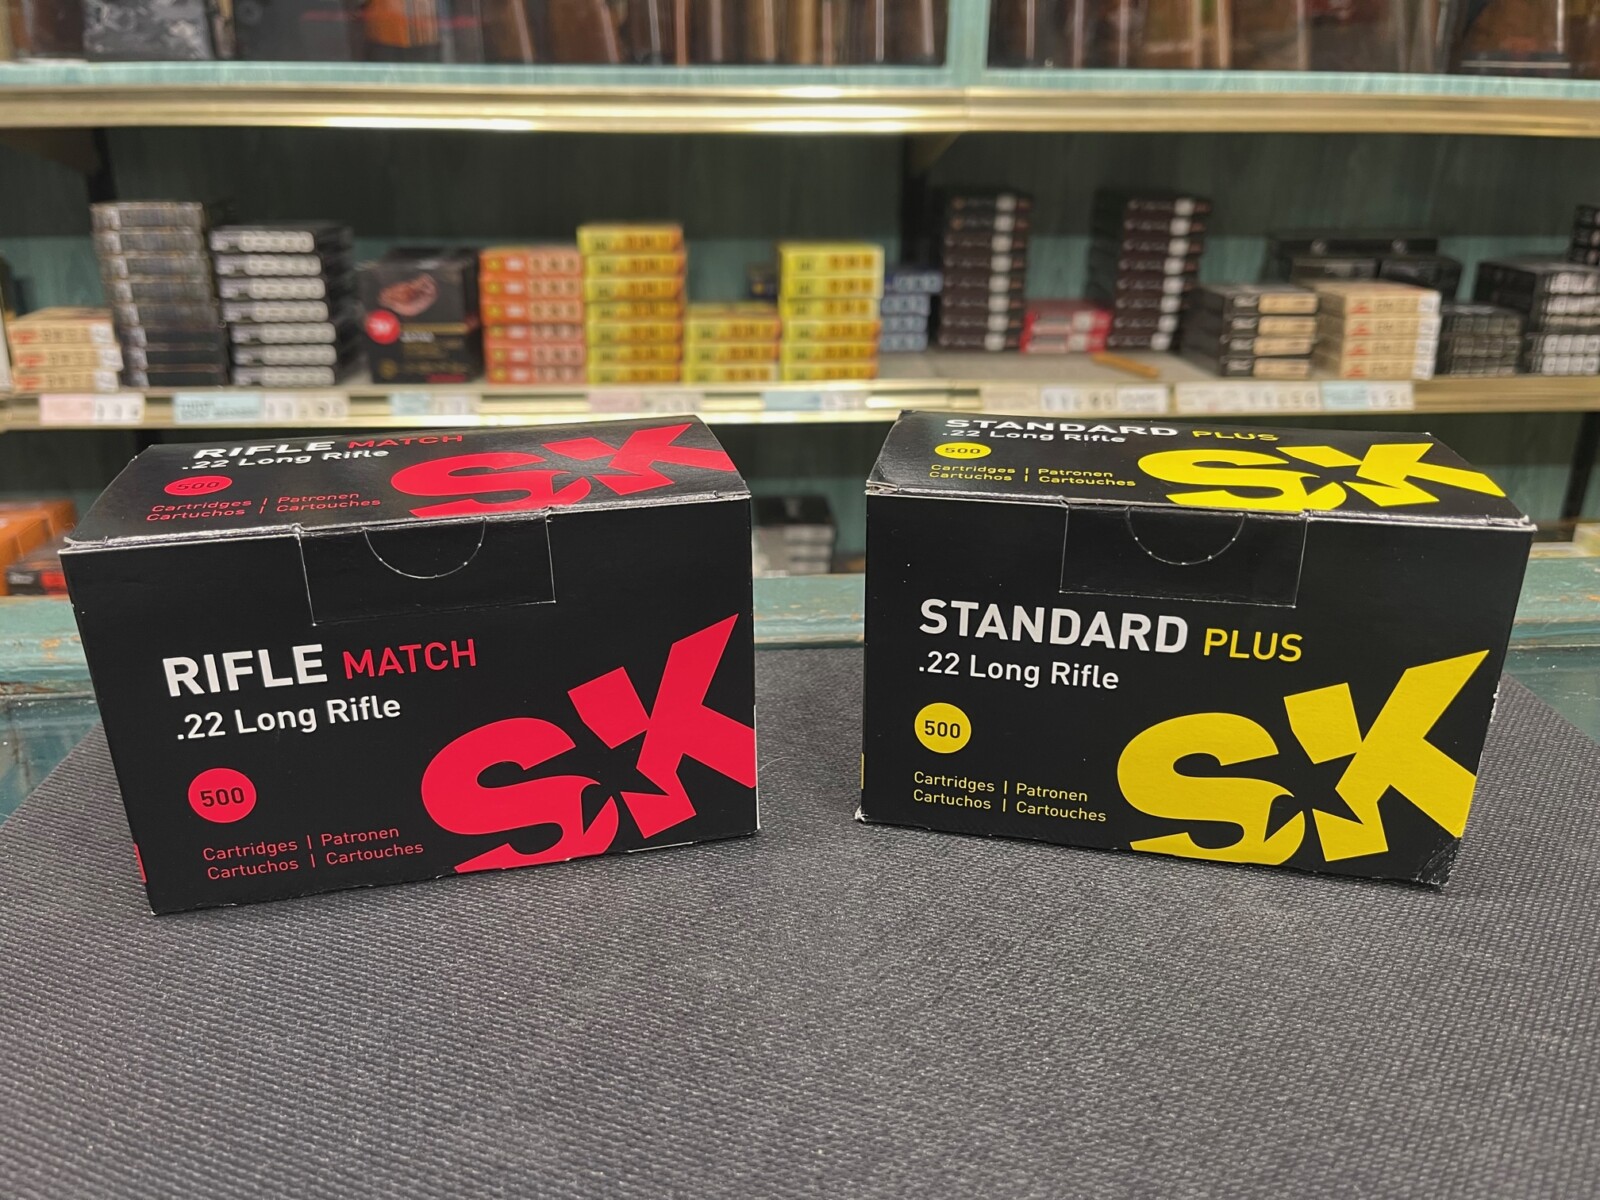 RIFLE MATCH
.22 Long Rifle
500
Cartridges | Patronen
Cartuchos | Cartouches
SK
RIFLE MATCH
.22 Long Rifle
500
Cartridges | Patronen
Cartuchos | Cartouches
SK
STANDARD PLUS
.22 Long Rifle
500
Cartridges | Patronen
Cartuchos | Cartouches
SK
STANDARD PLUS
.22 Long Rifle
500
Cartridges | Patronen
Cartuchos | Cartouches
SK